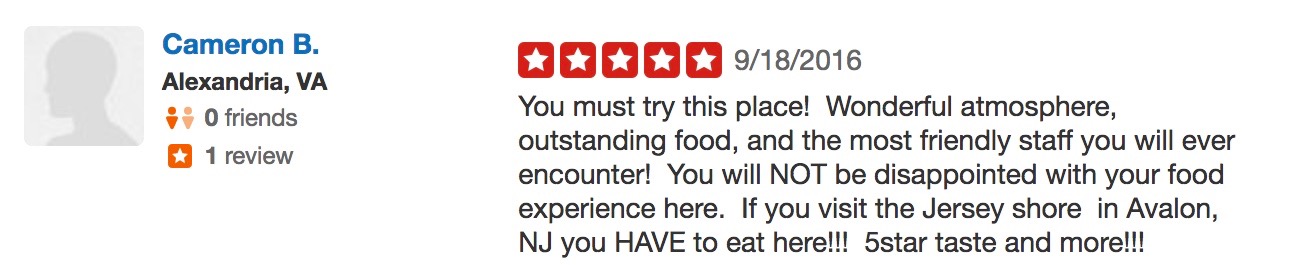 Cameron B.
Alexandria, VA
0 friends
1 review
9/18/2016
You must try this place!  Wonderful atmosphere,
outstanding food, and the most friendly staff you will ever
encounter!  You will NOT be disappointed with your food
experience here.  If you visit the Jersey shore  in Avalon,
NJ you HAVE to eat here!!!  5star taste and more!!!